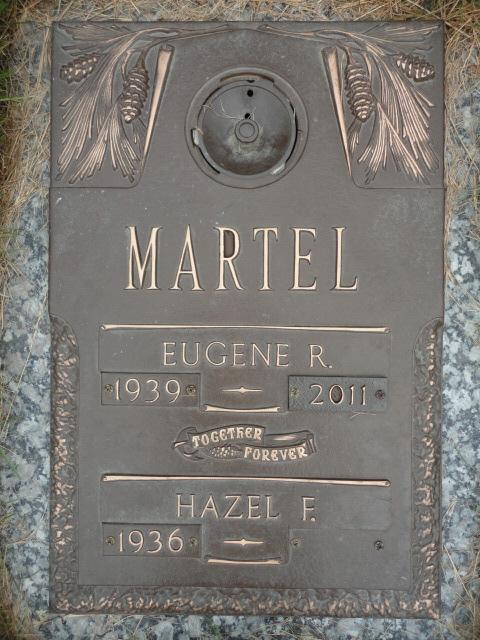 MARTEL
EUGENE R.
1939 2011
TOGETHER
FOREVER
HAZEL F.
1936